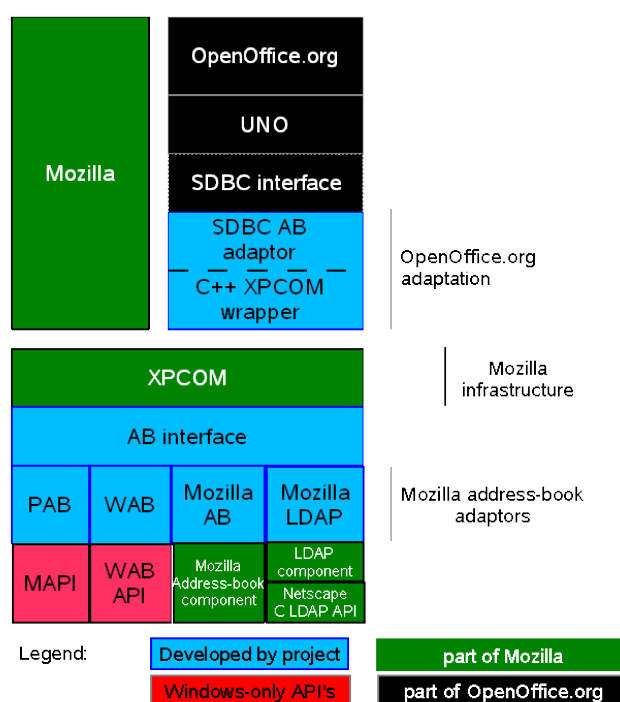 OpenOffice.org
UNO
Mozilla
SDBC interface
SDBC AB
adaptor
C++ XPCOM
wrapper
OpenOffice.org
adaptation
XPCOM
Mozilla
infrastructure
AB interface
PAB
WAB
Mozilla
AB
Mozilla
LDAP
Mozilla address-book
adaptors
MAPI
WAB
API
Mozilla
Address-book
component
LDAP
component
Netscape
C LDAP API
Legend:
Developed by project
part of Mozilla
Windows-only API's
part of OpenOffice.org